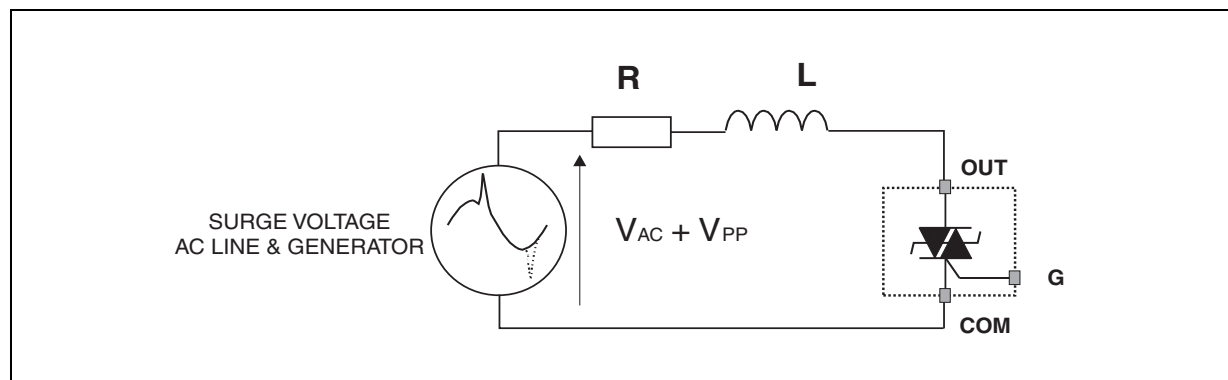 R
L
OUT
SURGE VOLTAGE
AC LINE & GENERATOR
VAC + VPP
G
COM